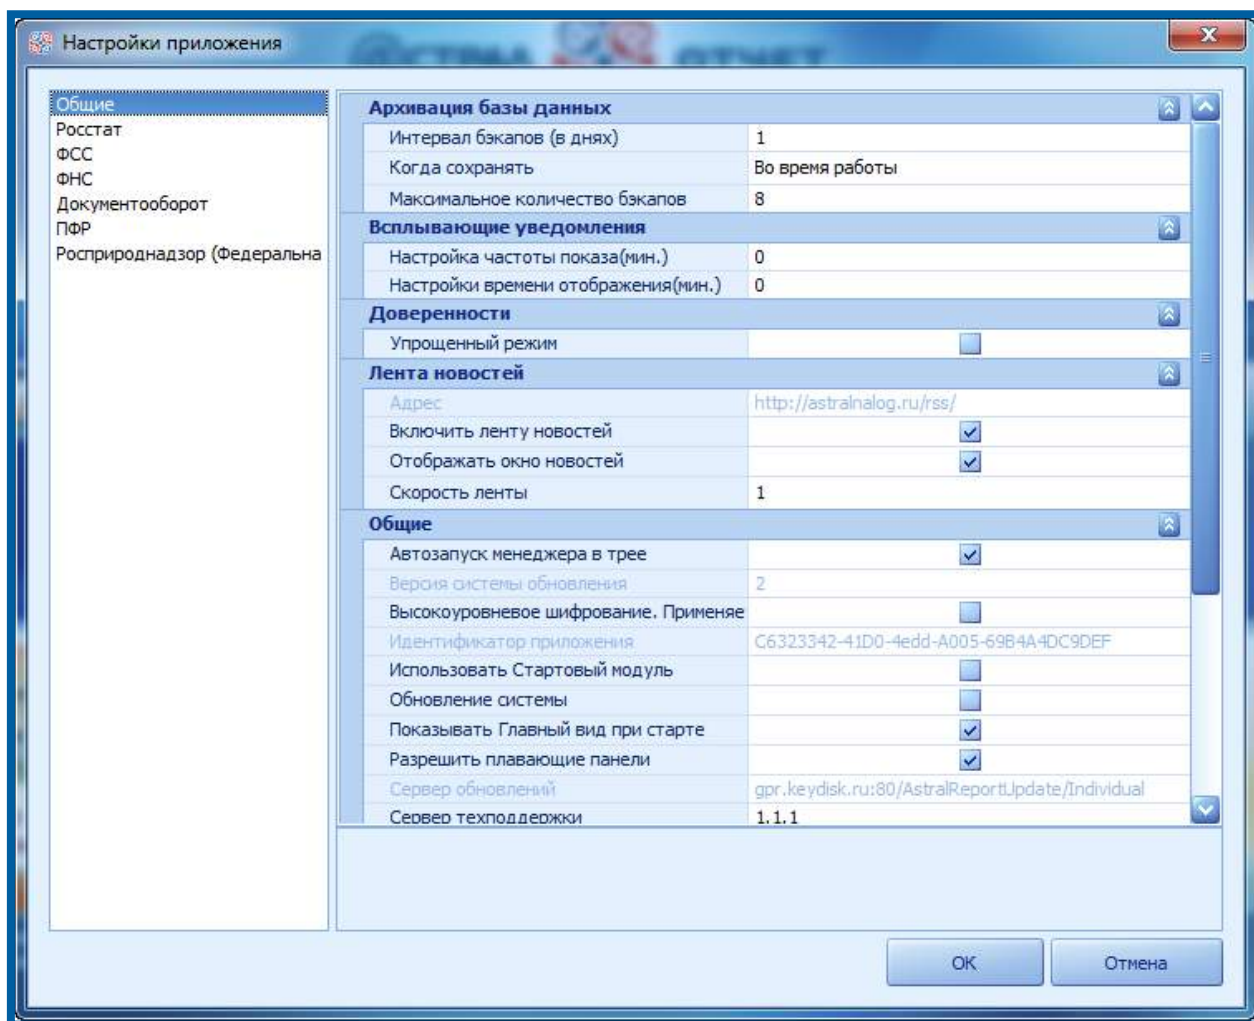 Настройки приложения
@СТРАЛ ОТЧЕТ
Общие
Росстат
ФСС
ФНС
Документооборот
ПФР
Росприроднадзор (Федеральна
Архивация базы данных
Интервал бэкапов (в днях) 1
Когда сохранять Во время работы
Максимальное количество бэкапов 8
Всплывающие уведомления
Настройка частоты показа(мин.) 0
Настройки времени отображения(мин.) 0
Доверенности
Упрощенный режим
Лента новостей
Адрес http://astralnalog.ru/rss/
Включить ленту новостей
Отображать окно новостей
Скорость ленты 1
Общие
Автозапуск менеджера в трее
Версия системы обновления 2
Высокоуровневое шифрование. Применяе
Идентификатор приложения C6323342-41D0-4edd-A005-69B4A4DC9DEF
Использовать Стартовый модуль
Обновление системы
Показывать Главный вид при старте
Разрешить плавающие панели
Сервер обновлений gpr.keydisk.ru:80/AstralReportUpdate/Individual
Сервер техподдержки 1.1.1
ОК Отмена